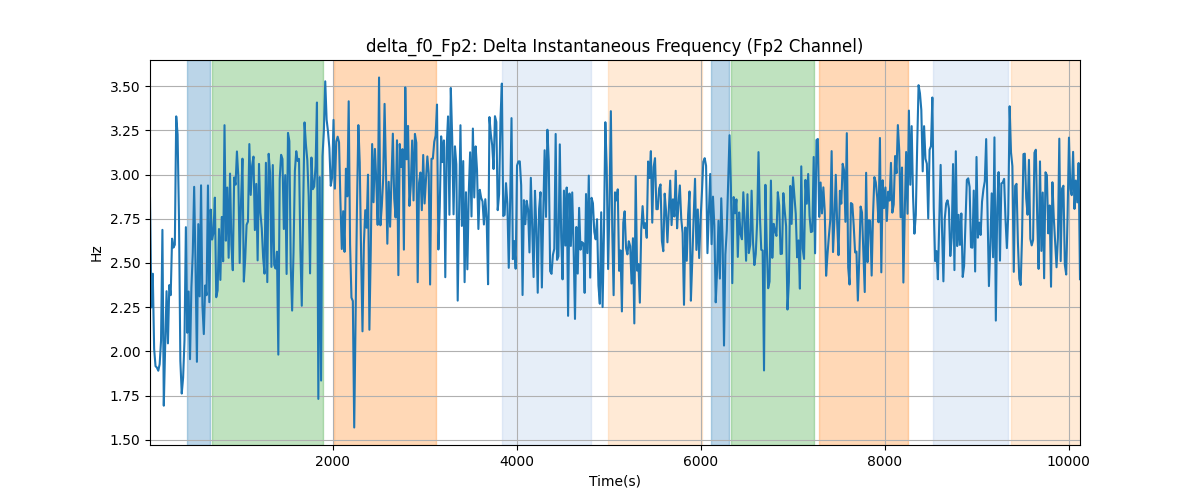 delta_f0_Fp2: Delta Instantaneous Frequency (Fp2 Channel)
3.50
3.25
3.00
2.75
2.50
2.25
2.00
1.75
1.50
Hz
2000 4000 6000 8000 10000
Time(s)